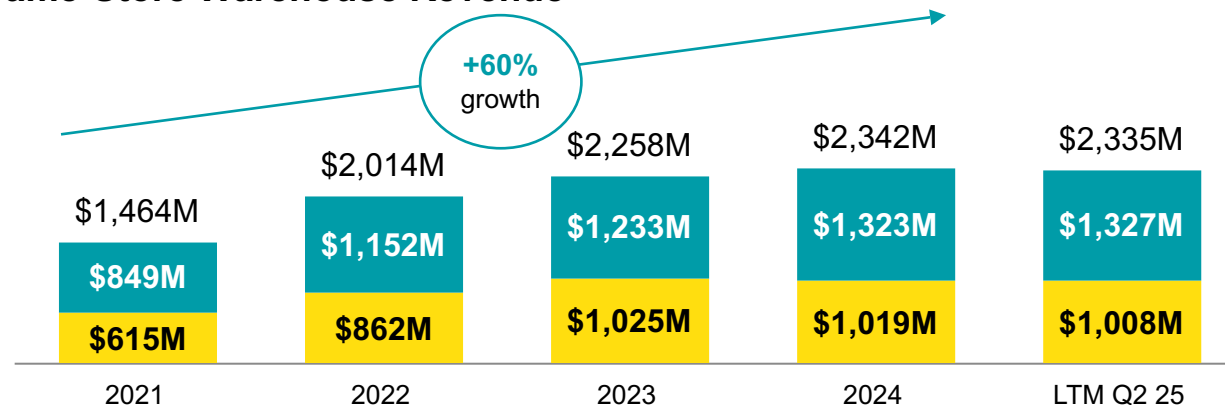 +60%
growth
$1,464M
$2,014M
$2,258M
$2,342M
$2,335M
$849M
$1,152M
$1,233M
$1,323M
$1,327M
$615M
$862M
$1,025M
$1,019M
$1,008M
2021
2022
2023
2024
LTM Q2 25